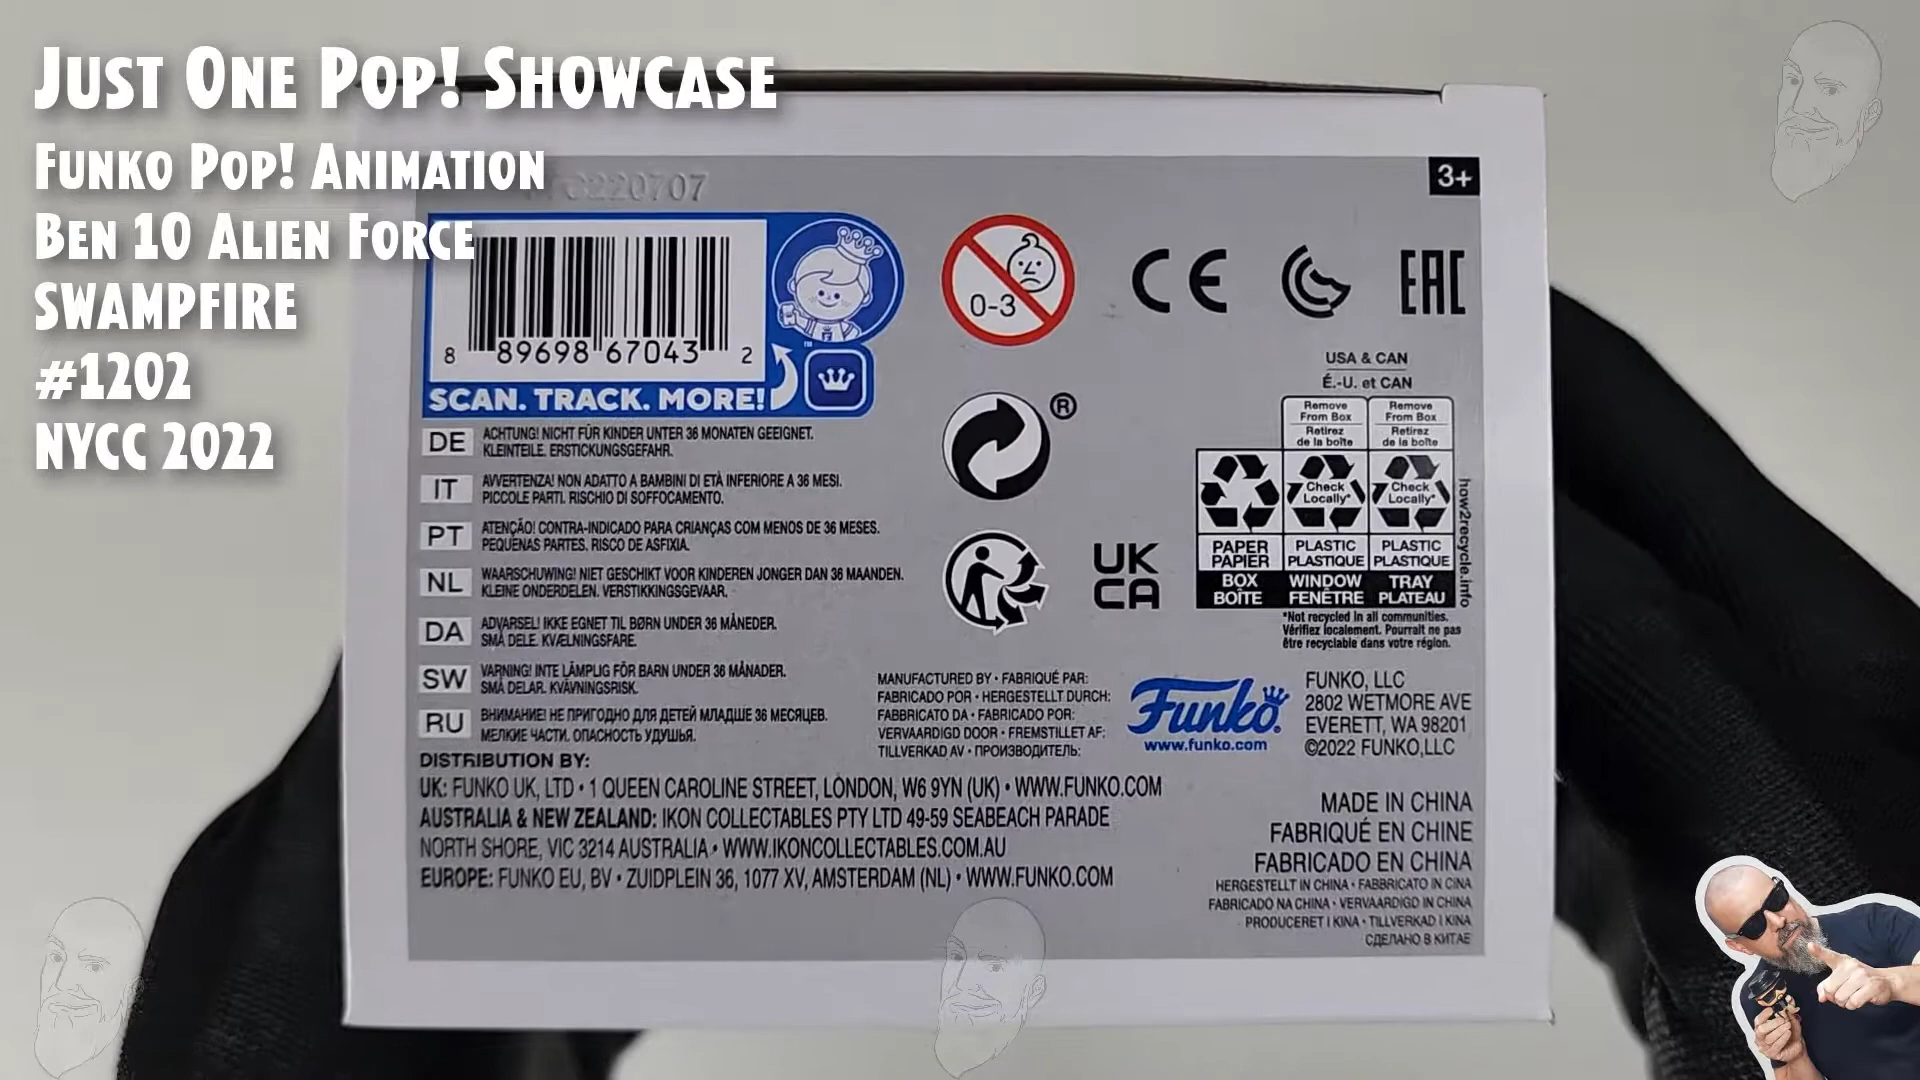 JUST ONE POP! SHOWCASE
FUNKO POP! ANIMATION
BEN 10 ALIEN FORCE
SWAMPFIRE
#1202
NYCC 2022
220707
3+
8 89698 67043 2
SCAN. TRACK. MORE!
™
0-3
CE
EAC
®
UK
CA
USA & CAN
É.-U. et CAN
Remove From Box
Retirez de la boîte
Remove From Box
Retirez de la boîte
Check Locally*
Check Locally*
PAPER PAPIER
PLASTIC PLASTIQUE
PLASTIC PLASTIQUE
BOX BOÎTE
WINDOW FENÊTRE
TRAY PLATEAU
how2recycle.info
*Not recycled in all communities.
Vérifiez localement. Pourrait ne pas
être recyclable dans votre région.
DE ACHTUNG! NICHT FÜR KINDER UNTER 36 MONATEN GEEIGNET.
KLEINTEILE. ERSTICKUNGSGEFAHR.
IT AVVERTENZA! NON ADATTO A BAMBINI DI ETÀ INFERIORE A 36 MESI.
PICCOLE PARTI. RISCHIO DI SOFFOCAMENTO.
PT ATENÇÃO! CONTRA-INDICADO PARA CRIANÇAS COM MENOS DE 36 MESES.
PEQUENAS PARTES. RISCO DE ASFIXIA.
NL WAARSCHUWING! NIET GESCHIKT VOOR KINDEREN JONGER DAN 36 MAANDEN.
KLEINE ONDERDELEN. VERSTIKKINGSGEVAAR.
DA ADVARSEL! IKKE EGNET TIL BØRN UNDER 36 MÅNEDER.
SMÅ DELE. KVÆLNINGSFARE.
SW VARNING! INTE LÄMPLIG FÖR BARN UNDER 36 MÅNADER.
SMÅ DELAR. KVÄVNINGSRISK.
RU ВНИМАНИЕ! НЕ ПРИГОДНО ДЛЯ ДЕТЕЙ МЛАДШЕ 36 МЕСЯЦЕВ.
МЕЛКИЕ ЧАСТИ. ОПАСНОСТЬ УДУШЬЯ.
MANUFACTURED BY • FABRIQUÉ PAR:
FABRICADO POR • HERGESTELLT DURCH:
FABBRICATO DA • FABRICADO POR:
VERVAARDIGD DOOR • FREMSTILLET AF:
TILLVERKAD AV • ПРОИЗВОДИТЕЛЬ:
Funko®
www.funko.com
FUNKO, LLC
2802 WETMORE AVE
EVERETT, WA 98201
©2022 FUNKO,LLC
DISTRIBUTION BY:
UK: FUNKO UK, LTD • 1 QUEEN CAROLINE STREET, LONDON, W6 9YN (UK) • WWW.FUNKO.COM
AUSTRALIA & NEW ZEALAND: IKON COLLECTABLES PTY LTD 49-59 SEABEACH PARADE
NORTH SHORE, VIC 3214 AUSTRALIA • WWW.IKONCOLLECTABLES.COM.AU
EUROPE: FUNKO EU, BV • ZUIDPLEIN 36, 1077 XV, AMSTERDAM (NL) • WWW.FUNKO.COM
MADE IN CHINA
FABRIQUÉ EN CHINE
FABRICADO EN CHINA
HERGESTELLT IN CHINA • FABBRICATO IN CINA
FABRICADO NA CHINA • VERVAARDIGD IN CHINA
PRODUCERET I KINA • TILLVERKAD I KINA
СДЕЛАНО В КИТАЕ